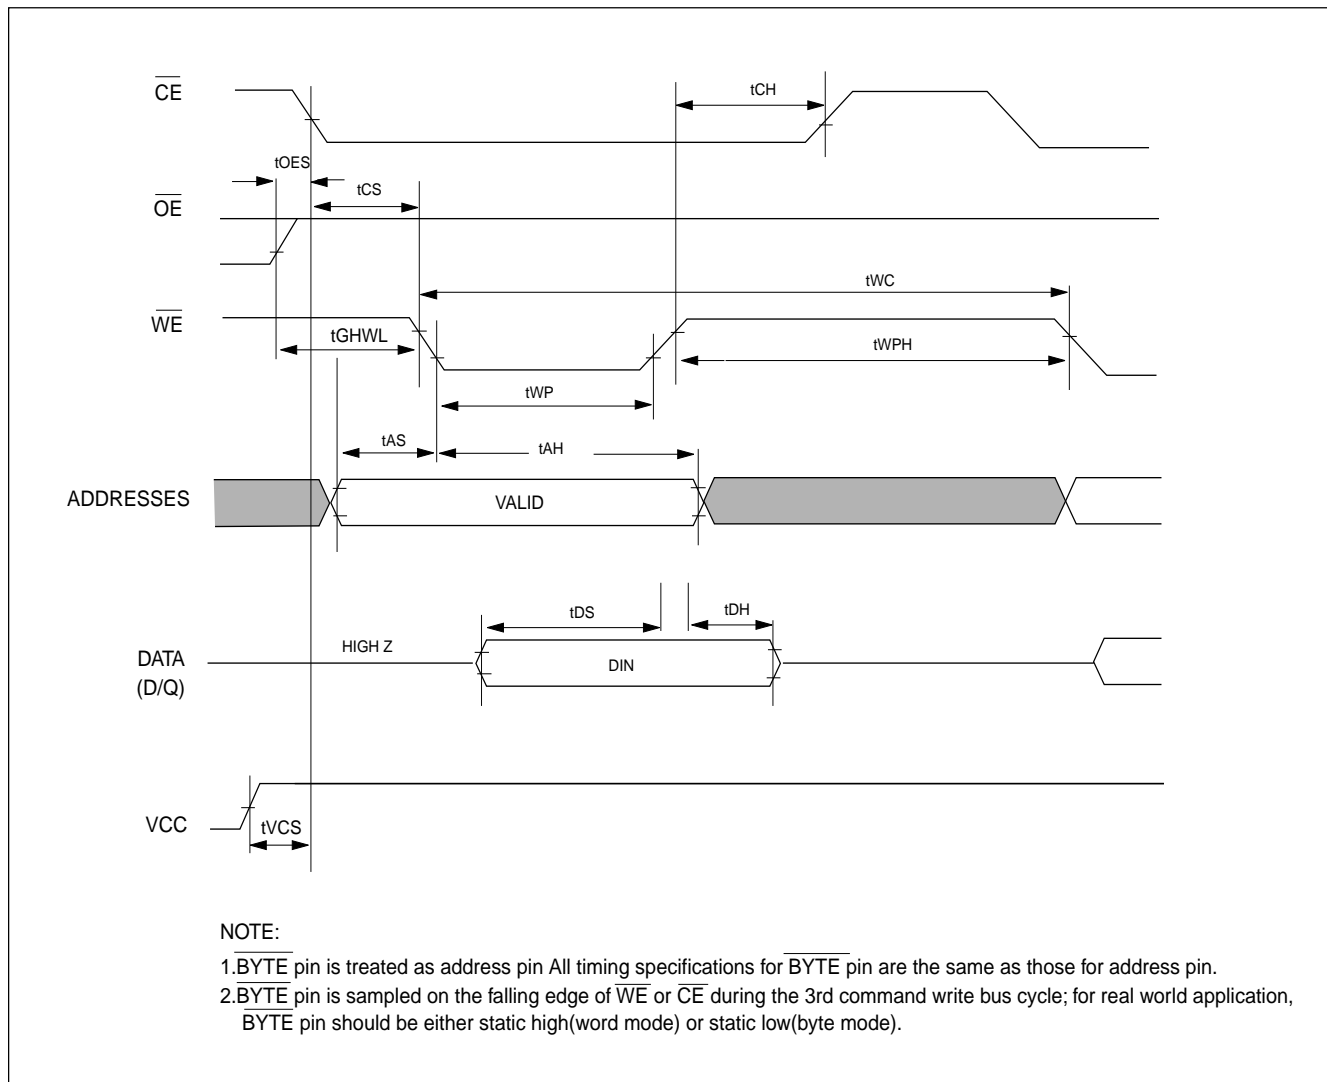 CE
tCH
tOES
tCS
OE
tWC
WE
tGHWL
tWPH
tWP
tAS
tAH
ADDRESSES
VALID
tDS
tDH
HIGH Z
DATA
(D/Q)
DIN
VCC
tVCS
NOTE:
1.BYTE pin is treated as address pin All timing specifications for BYTE pin are the same as those for address pin.
2.BYTE pin is sampled on the falling edge of WE or CE during the 3rd command write bus cycle; for real world application,
BYTE pin should be either static high(word mode) or static low(byte mode).